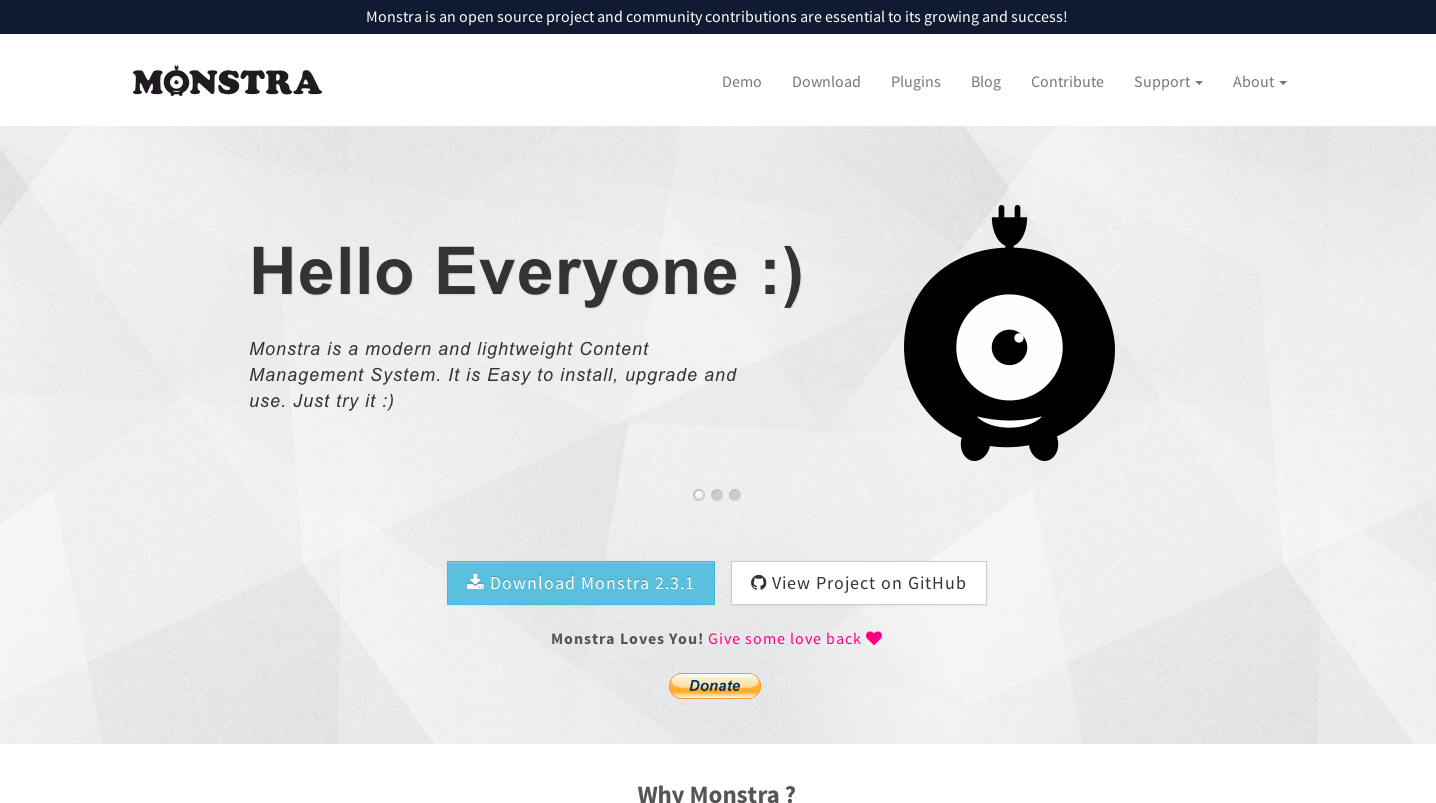 Monstra is an open source project and community contributions are essential to its growing and success!
MONSTRA
Demo Download Plugins Blog Contribute Support About
Hello Everyone :)
Monstra is a modern and lightweight Content
Management System. It is Easy to install, upgrade and
use. Just try it :)
Download Monstra 2.3.1 View Project on GitHub
Monstra Loves You! Give some love back
Donate
Why Monstra ?